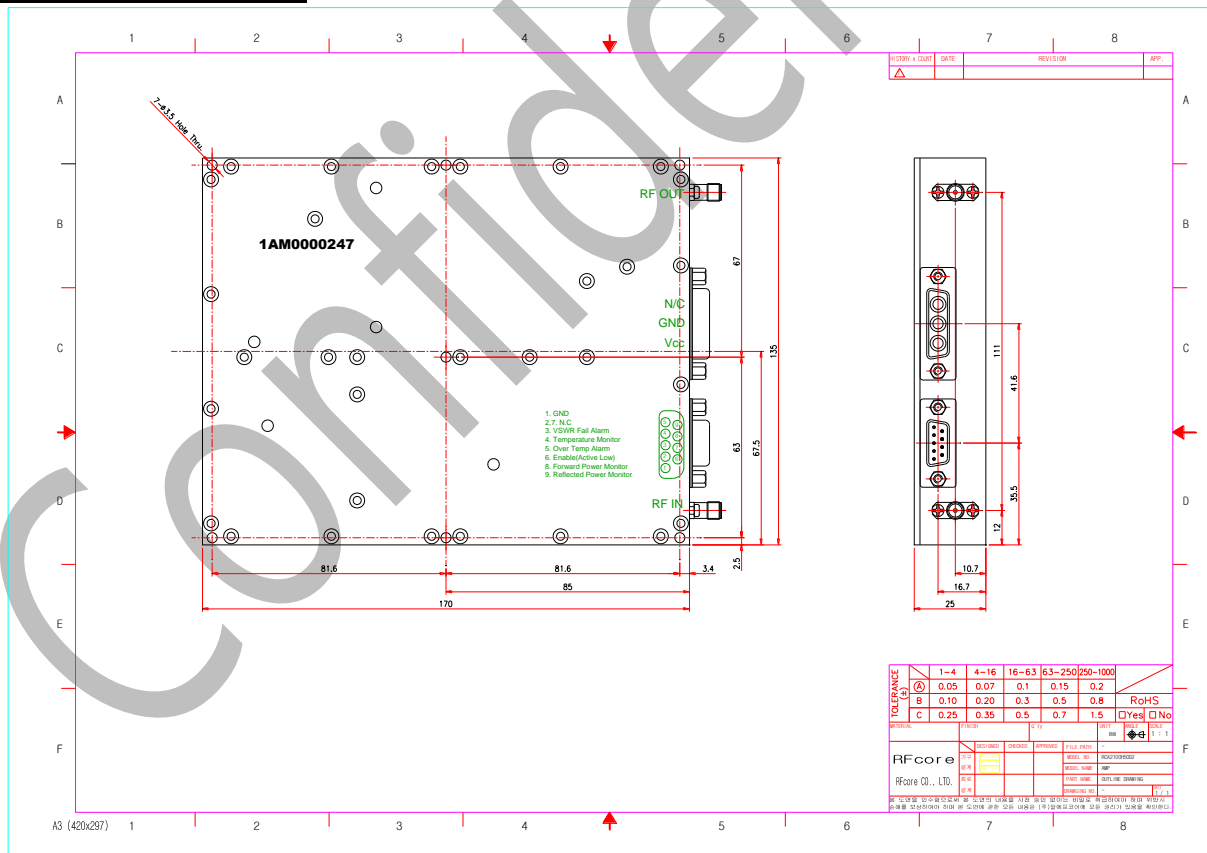 Confidential
1 2 3 4 5 6 7 8
HISTORY & COUNT DATE REVISION APP.
A A
B B
C C
D D
E E
F F
7-ø3.5 Hole Thru.
1AM0000247
RF OUT
N/C
GND
Vcc
1. GND
2,7. N.C
3. VSWR Fail Alarm
4. Temperature Monitor
5. Over Temp Alarm
6. Enable(Active Low)
8. Forward Power Monitor
9. Reflected Power Monitor
RF IN
67
135
63
67.5
2.5
81.6 81.6 3.4
85
170
111
41.6
35.5
12
10.7
16.7
25
TOLERANCE (±)
1-4 4-16 16-63 63-250 250-1000
A 0.05 0.07 0.1 0.15 0.2
B 0.10 0.20 0.3 0.5 0.8 RoHS
C 0.25 0.35 0.5 0.7 1.5 □Yes □No
MATERIAL FINISH Q'ty UNIT ANGLE SCALE
mm 1 : 1
DESIGNED CHECKED APPROVED FILE PATH -
RFcore
MODEL NO.
MODEL NAME AMP
RFcore CO., LTD.
PART NAME OUTLINE DRAWING
DRAWING NO. -
1 / 1
A3 (420x297) 1 2 3 4 5 6 7 8